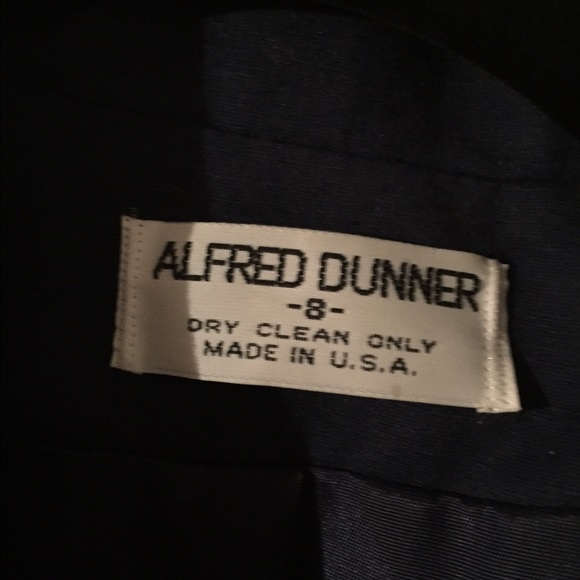 ALFRED DUNNER
-8-
DRY CLEAN ONLY
MADE IN U.S.A.